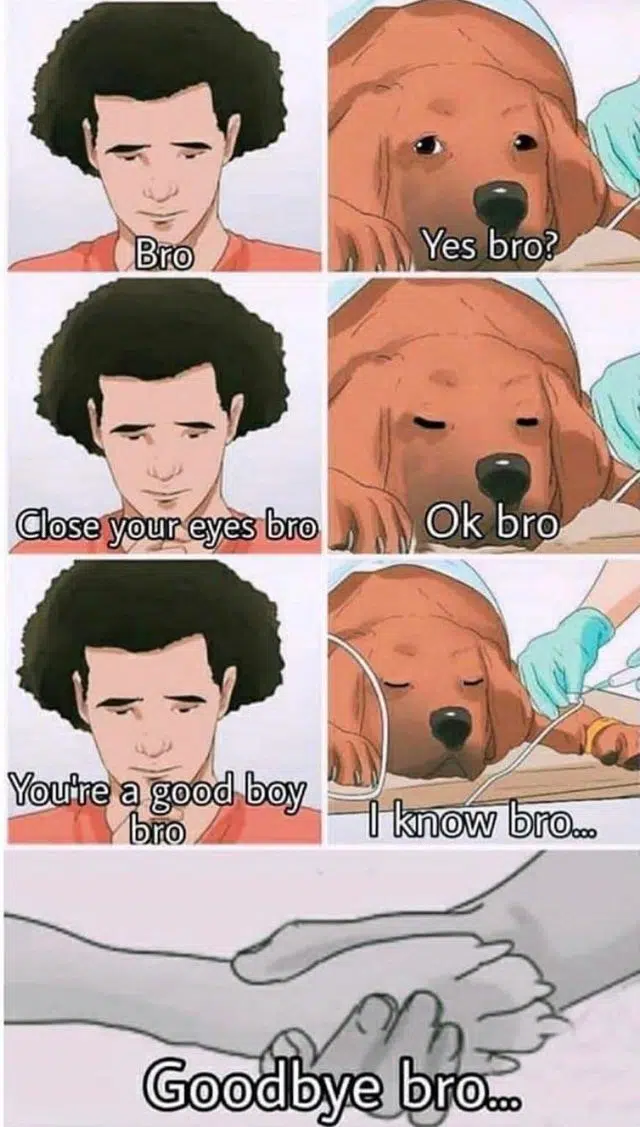 Bro
Yes bro?
Close your eyes bro
Ok bro
You're a good boy
bro
I know bro...
Goodbye bro...